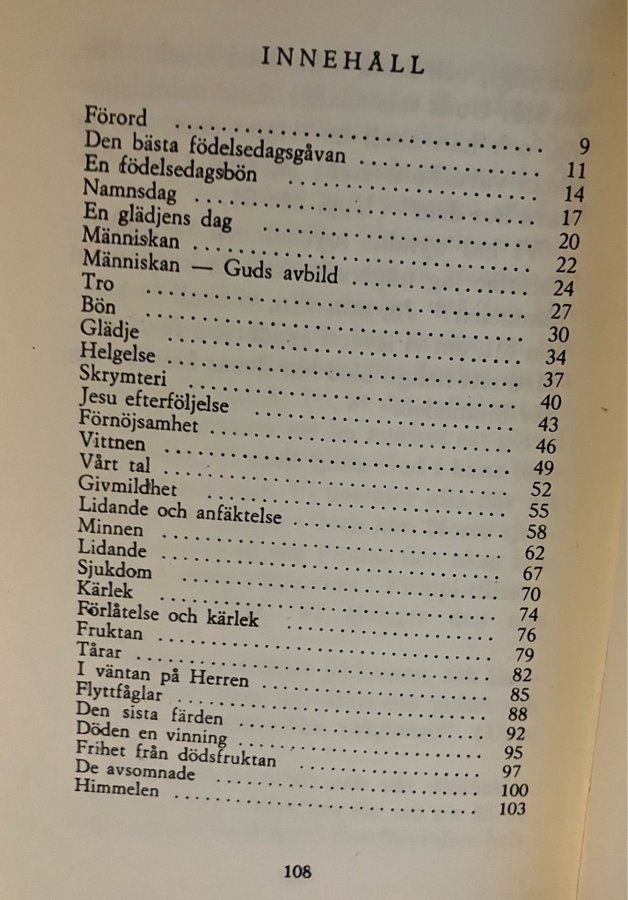 INNEHÅLL
Förord .............................. 9
Den bästa födelsedagsgåvan ............... 11
En födelsedagsbön .................... 14
Namnsdag ........................... 17
En glädjens dag ...................... 20
Människan .......................... 22
Människan — Guds avbild ............... 24
Tro ................................ 27
Bön ................................ 30
Glädje ............................. 34
Helgelse ........................... 37
Skrymteri .......................... 40
Jesu efterföljelse .................... 43
Förnöjsamhet ....................... 46
Vittnen ............................ 49
Vårt tal ........................... 52
Givmildhet ......................... 55
Lidande och anfäktelse ................ 58
Minnen ............................ 62
Lidande ............................ 67
Sjukdom ........................... 70
Kärlek ............................. 74
Förlåtelse och kärlek ................. 76
Fruktan ............................ 79
Tårar .............................. 82
I väntan på Herren ................... 85
Flyttfåglar ......................... 88
Den sista färden ..................... 92
Döden en vinning .................... 95
Frihet från dödsfruktan ............... 97
De avsomnade ....................... 100
Himmelen .......................... 103
108